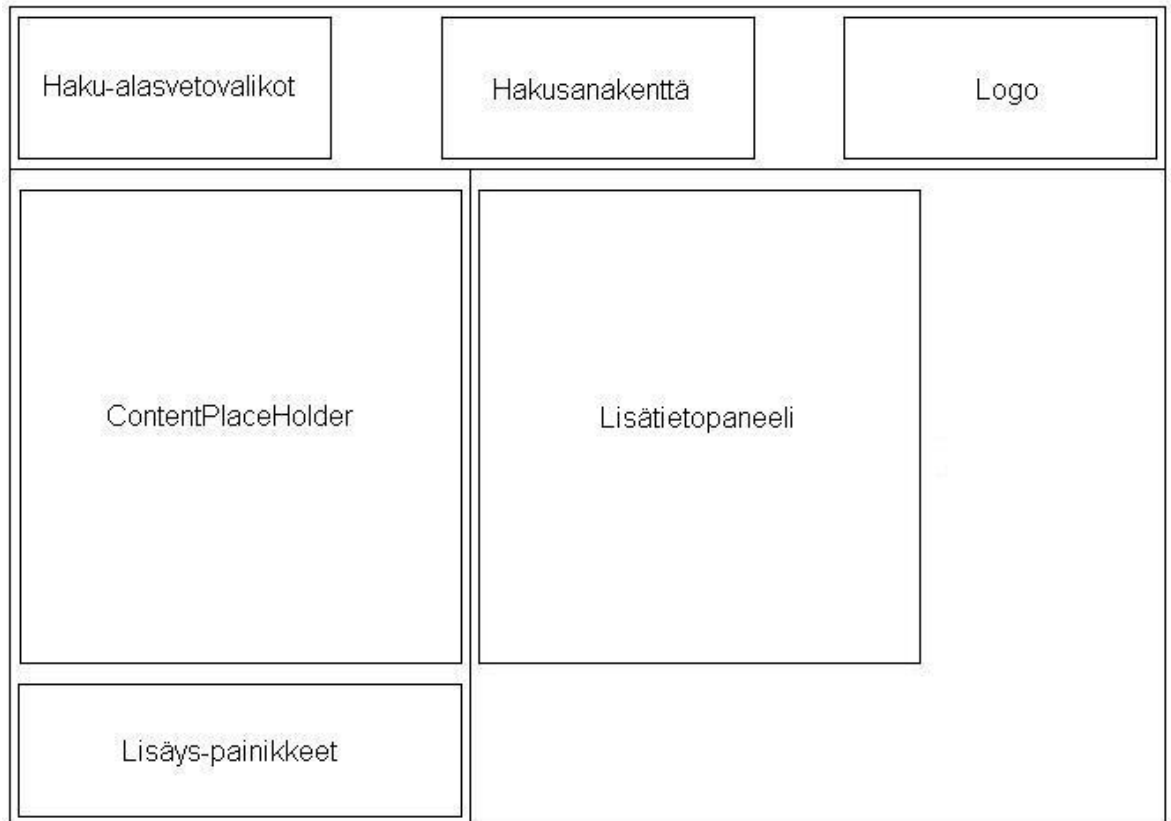 Haku-alasvetovalikot
Hakusanakenttä
Logo
ContentPlaceHolder
Lisätietopaneeli
Lisäys-painikkeet